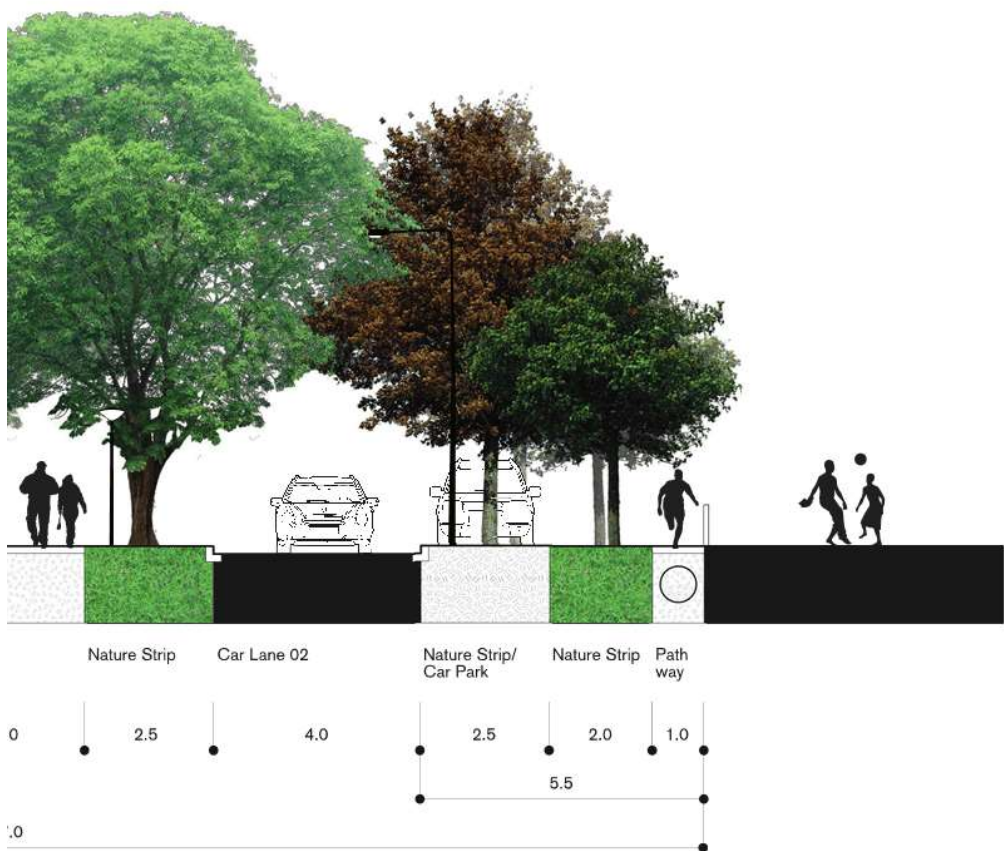 Nature Strip
Car Lane 02
Nature Strip/
Car Park
Nature Strip
Path
way
0
2.5
4.0
2.5
2.0
1.0
5.5
.0